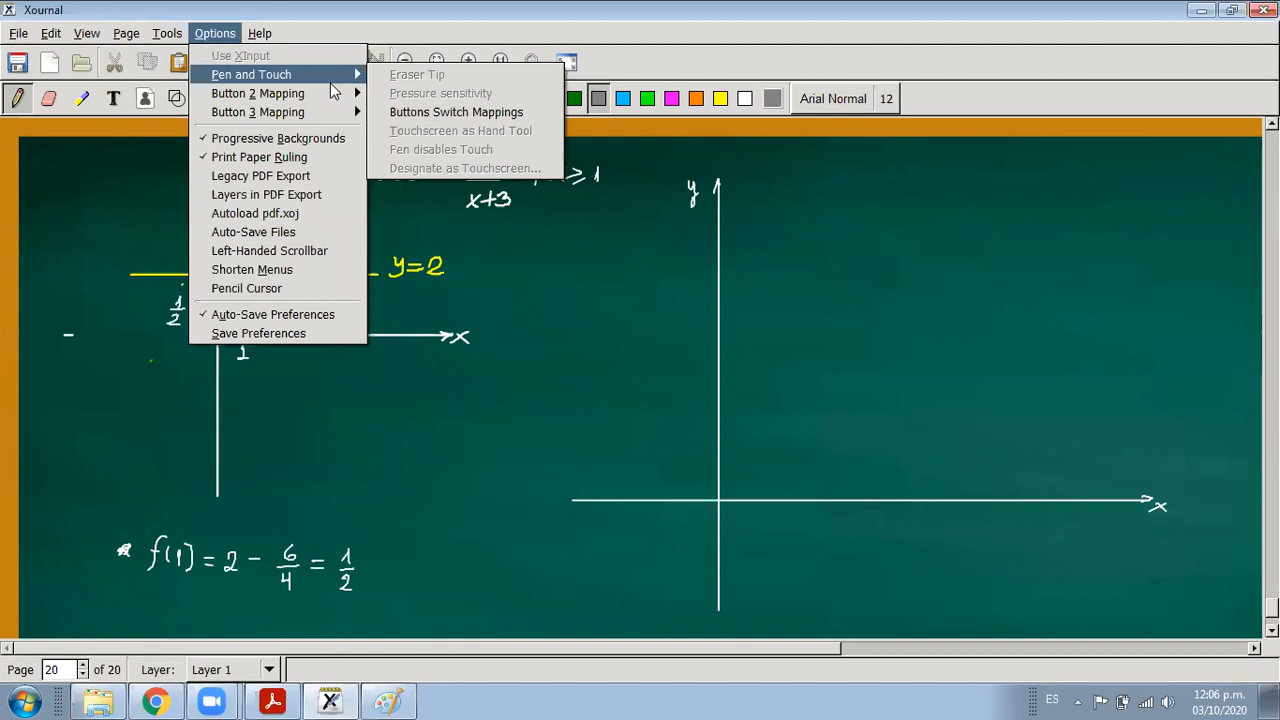 Xournal
File Edit View Page Tools Options Help
Use XInput
Pen and Touch
Button 2 Mapping
Button 3 Mapping
Progressive Backgrounds
Print Paper Ruling
Legacy PDF Export
Layers in PDF Export
Autoload pdf.xoj
Auto-Save Files
Left-Handed Scrollbar
Shorten Menus
Pencil Cursor
Auto-Save Preferences
Save Preferences
Eraser Tip
Pressure sensitivity
Buttons Switch Mappings
Touchscreen as Hand Tool
Pen disables Touch
Designate as Touchscreen...
T
Arial Normal 12
≥ 1
x+3
y=2
1/2
x
1
y
x
* f(1) = 2 - 6/4 = 1/2
Page 20 of 20 Layer: Layer 1
ES
12:06 p.m.
03/10/2020